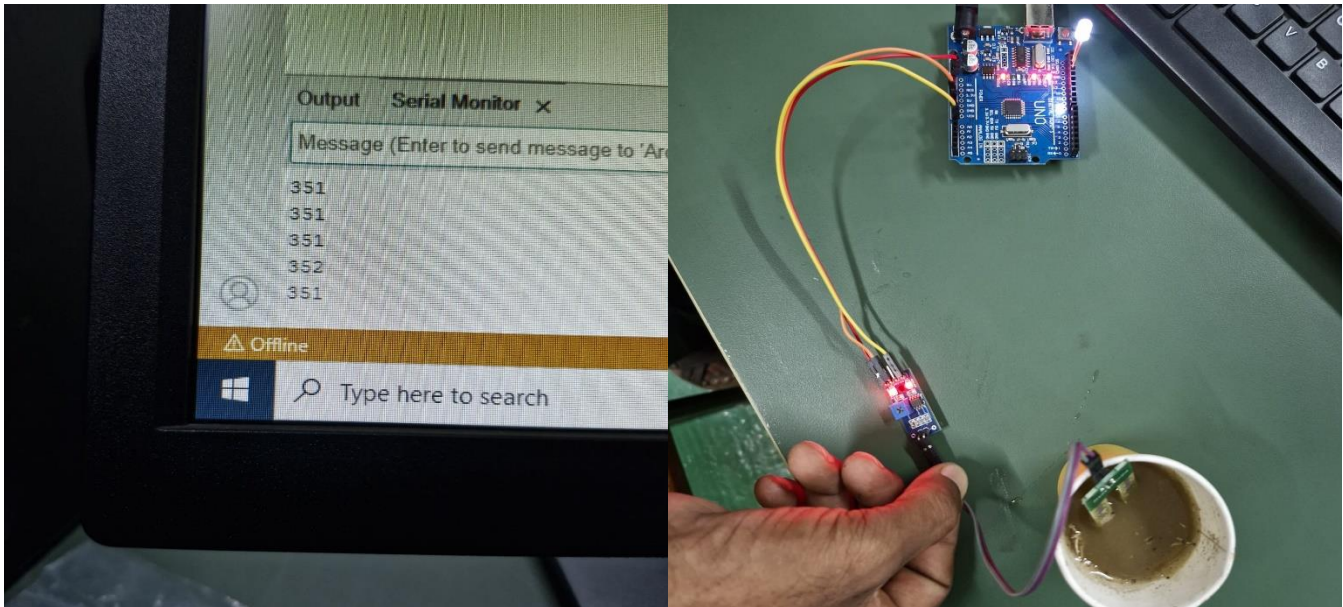 Output Serial Monitor
Message (Enter to send message to 'Ar
351
351
351
352
351
Offline
Type here to search
UNO
V
B